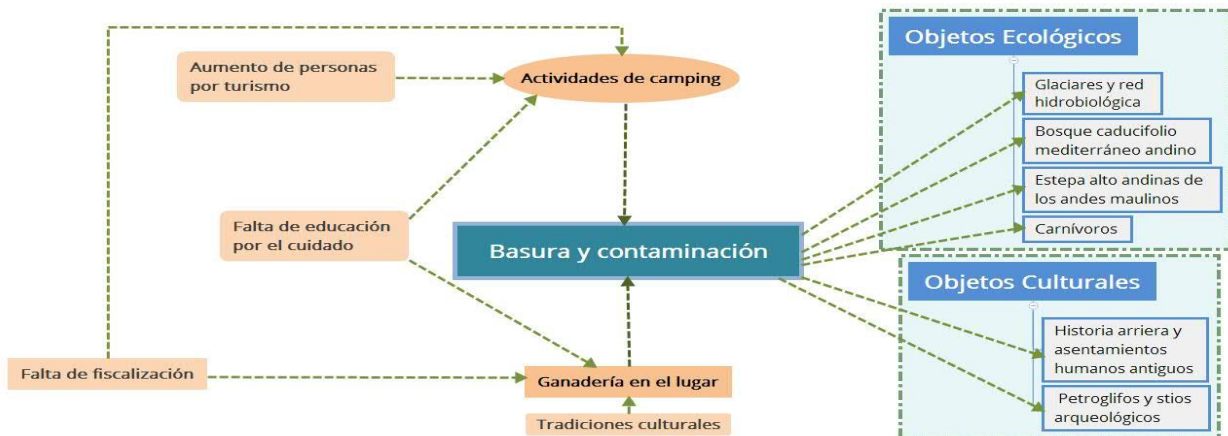 Objetos Ecológicos
Aumento de personas
por turismo
Actividades de camping
Glaciares y red
hidrobiológica
Bosque caducifolio
mediterráneo andino
Estepa alto andinas de
los andes maulinos
Carnívoros
Falta de educación
por el cuidado
Basura y contaminación
Objetos Culturales
Historia arriera y
asentamientos
humanos antiguos
Petroglifos y stios
arqueológicos
Falta de fiscalización
Ganadería en el lugar
Tradiciones culturales